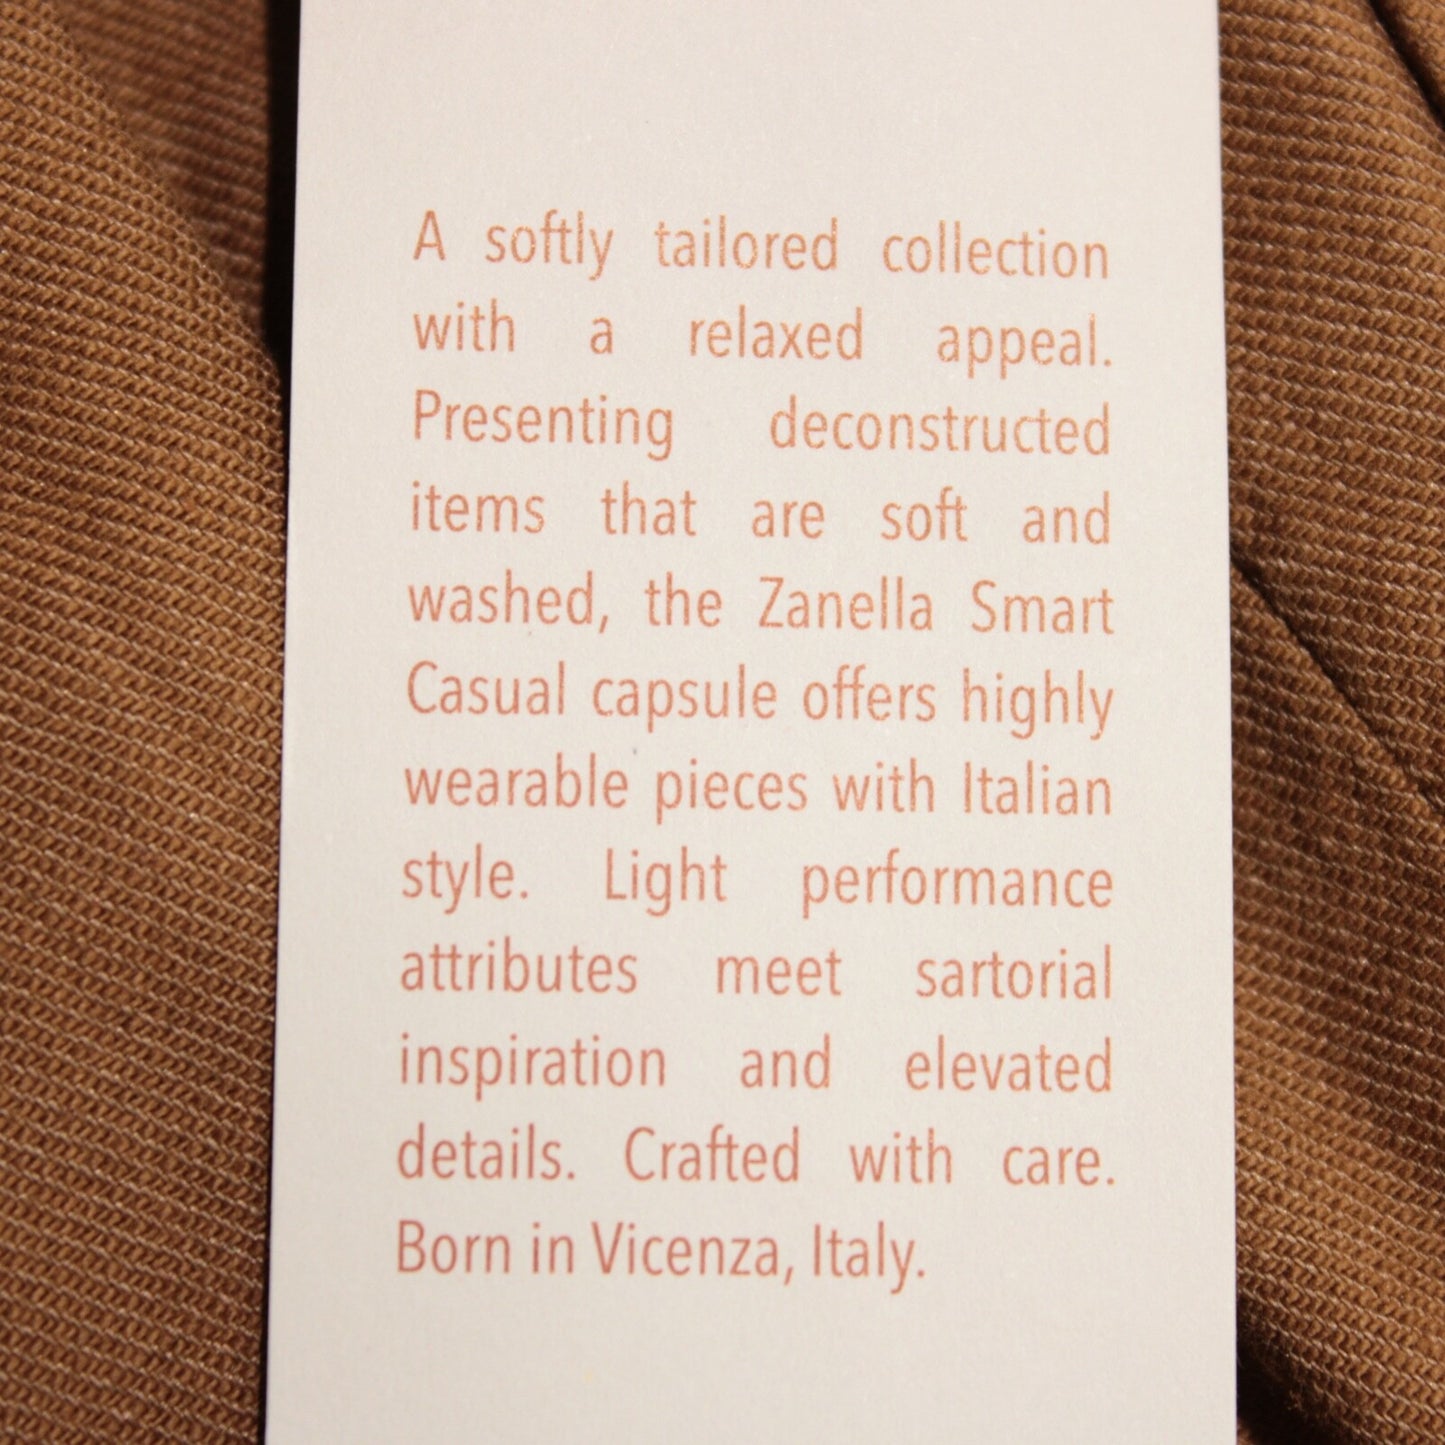 A softly tailored collection
with a relaxed appeal.
Presenting deconstructed
items that are soft and
washed, the Zanella Smart
Casual capsule offers highly
wearable pieces with Italian
style. Light performance
attributes meet sartorial
inspiration and elevated
details. Crafted with care.
Born in Vicenza, Italy.